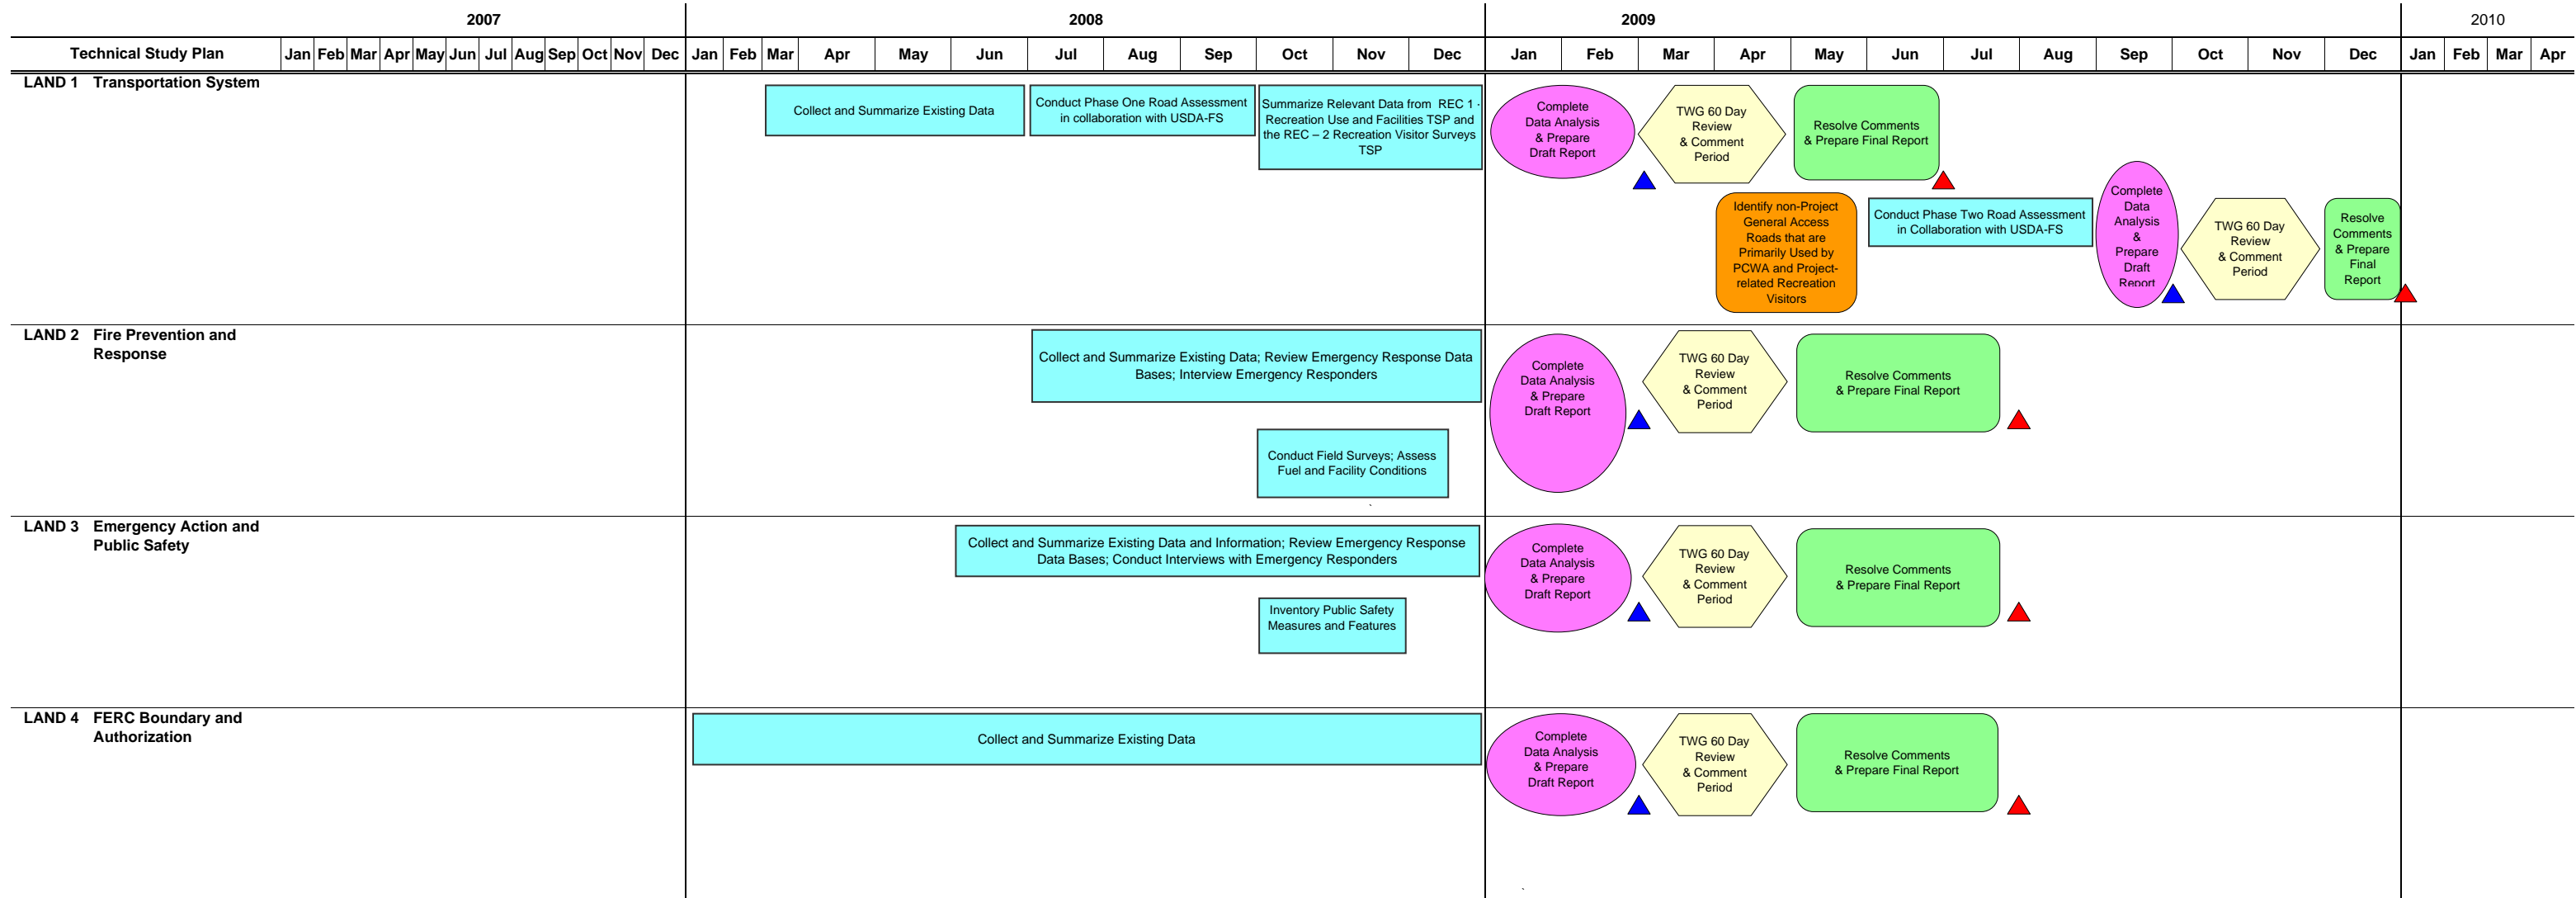 2007 2008 2009 2010
Technical Study Plan Jan Feb Mar Apr May Jun Jul Aug Sep Oct Nov Dec Jan Feb Mar Apr May Jun Jul Aug Sep Oct Nov Dec Jan Feb Mar Apr May Jun Jul Aug Sep Oct Nov Dec Jan Feb Mar Apr
LAND 1 Transportation System
Collect and Summarize Existing Data
Conduct Phase One Road Assessment
in collaboration with USDA-FS
Summarize Relevant Data from REC 1 -
Recreation Use and Facilities TSP and
the REC – 2 Recreation Visitor Surveys
TSP
Complete
Data Analysis
& Prepare
Draft Report
TWG 60 Day
Review
& Comment
Period
Resolve Comments
& Prepare Final Report
Identify non-Project
General Access
Roads that are
Primarily Used by
PCWA and Project-
related Recreation
Visitors
Conduct Phase Two Road Assessment
in Collaboration with USDA-FS
Complete
Data
Analysis
&
Prepare
Draft
Report
TWG 60 Day
Review
& Comment
Period
Resolve
Comments
& Prepare
Final
Report
LAND 2 Fire Prevention and
Response
Collect and Summarize Existing Data; Review Emergency Response Data
Bases; Interview Emergency Responders
Conduct Field Surveys; Assess
Fuel and Facility Conditions
Complete
Data Analysis
& Prepare
Draft Report
TWG 60 Day
Review
& Comment
Period
Resolve Comments
& Prepare Final Report
LAND 3 Emergency Action and
Public Safety
Collect and Summarize Existing Data and Information; Review Emergency Response
Data Bases; Conduct Interviews with Emergency Responders
Inventory Public Safety
Measures and Features
Complete
Data Analysis
& Prepare
Draft Report
TWG 60 Day
Review
& Comment
Period
Resolve Comments
& Prepare Final Report
LAND 4 FERC Boundary and
Authorization
Collect and Summarize Existing Data
Complete
Data Analysis
& Prepare
Draft Report
TWG 60 Day
Review
& Comment
Period
Resolve Comments
& Prepare Final Report